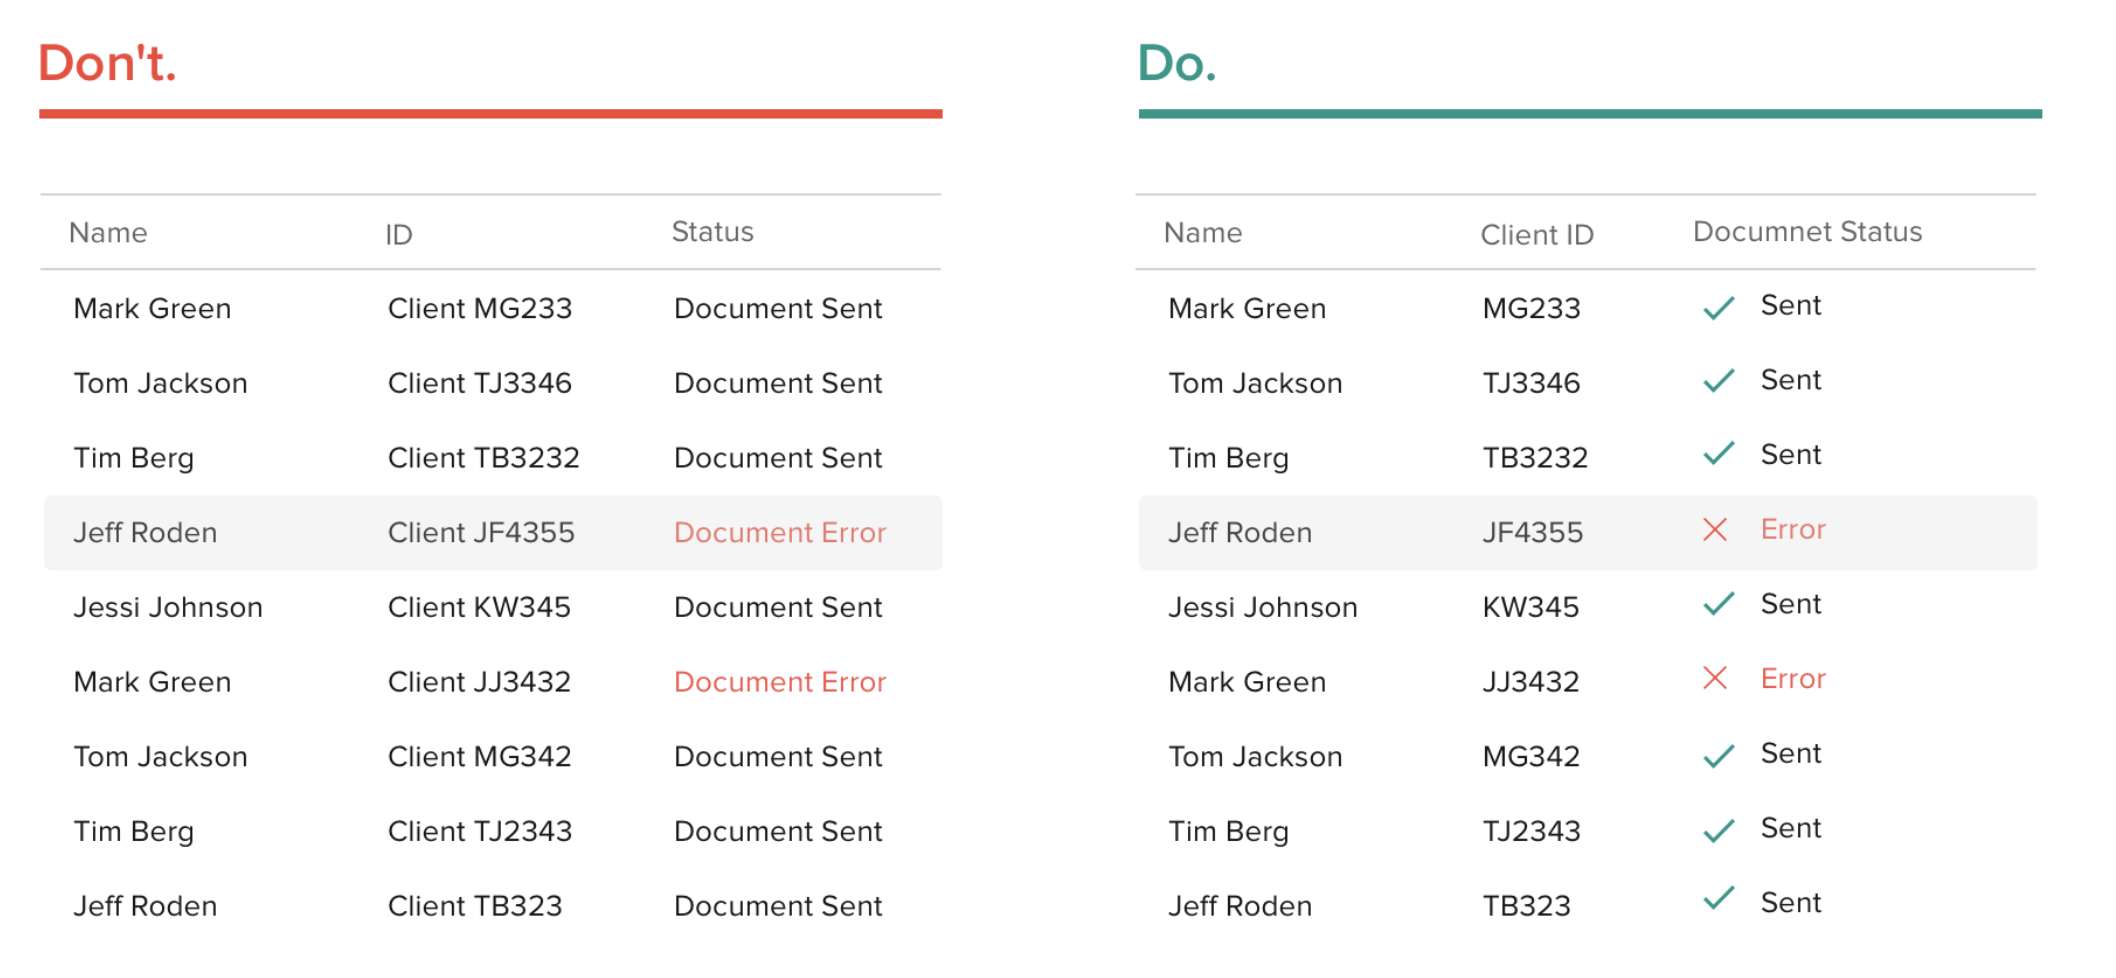 Don't.
Name ID Status
Mark Green Client MG233 Document Sent
Tom Jackson Client TJ3346 Document Sent
Tim Berg Client TB3232 Document Sent
Jeff Roden Client JF4355 Document Error
Jessi Johnson Client KW345 Document Sent
Mark Green Client JJ3432 Document Error
Tom Jackson Client MG342 Document Sent
Tim Berg Client TJ2343 Document Sent
Jeff Roden Client TB323 Document Sent
Do.
Name Client ID Documnet Status
Mark Green MG233 Sent
Tom Jackson TJ3346 Sent
Tim Berg TB3232 Sent
Jeff Roden JF4355 Error
Jessi Johnson KW345 Sent
Mark Green JJ3432 Error
Tom Jackson MG342 Sent
Tim Berg TJ2343 Sent
Jeff Roden TB323 Sent